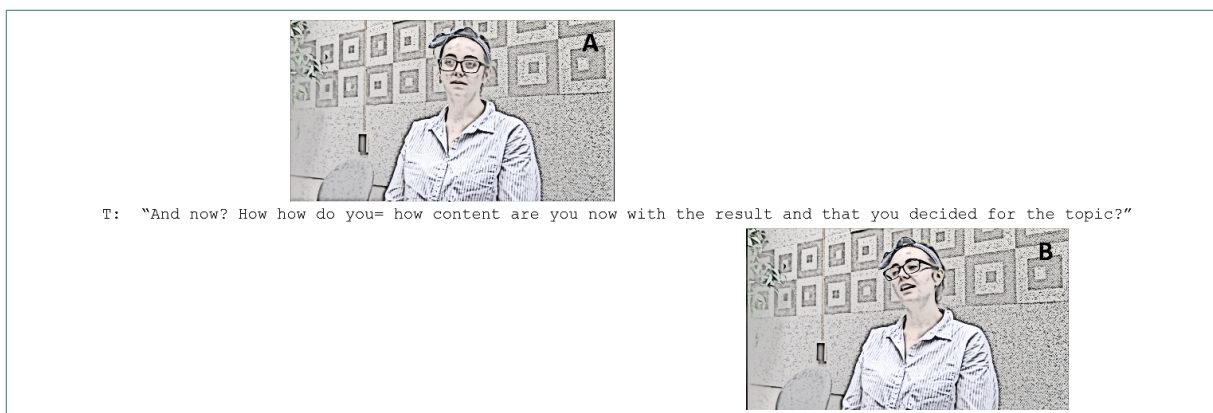 A
T: “And now? How how do you= how content are you now with the result and that you decided for the topic?”
B